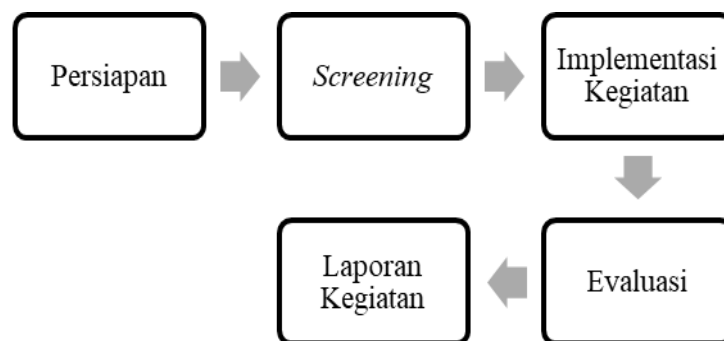 Persiapan
Screening
Implementasi
Kegiatan
Evaluasi
Laporan
Kegiatan